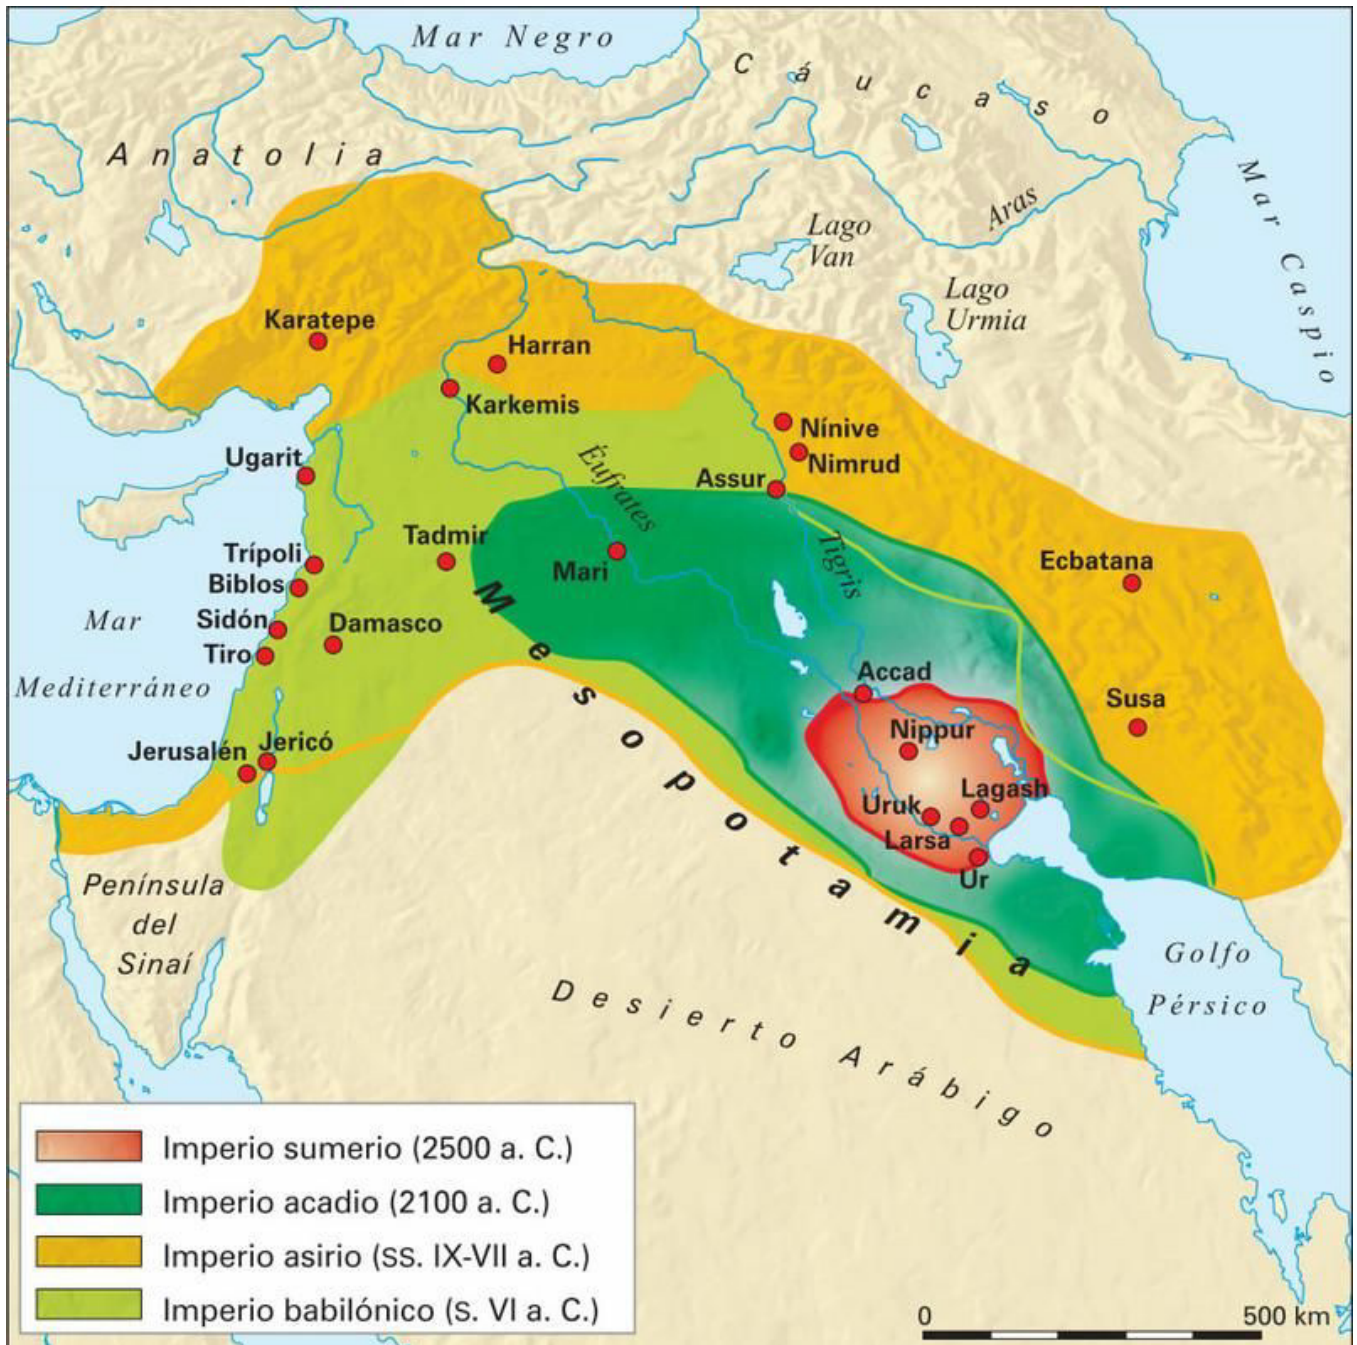 Mar Negro
Cáucaso
Anatolia
Mar Caspio
Aras
Lago
Van
Lago
Urmia
Karatepe
Harran
Karkemis
Nínive
Nimrud
Ugarit
Éufrates
Assur
Tadmir
Trípoli
Biblos
Mari
Tigris
Ecbatana
Mar
Mediterráneo
Sidón
Damasco
Tiro
Mesopotamia
Accad
Susa
Jerusalén
Jericó
Nippur
Lagash
Uruk
Larsa
Ur
Península
del
Sinaí
Golfo
Pérsico
Desierto Arábigo
Imperio sumerio (2500 a. C.)
Imperio acadio (2100 a. C.)
Imperio asirio (SS. IX-VII a. C.)
Imperio babilónico (S. VI a. C.)
0 500 km